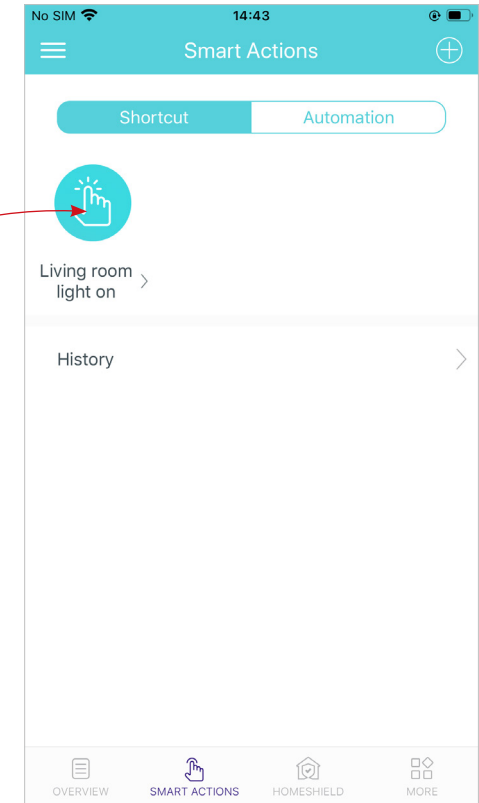 No SIM 14:43
Smart Actions
Shortcut Automation
Living room
light on
History
OVERVIEW SMART ACTIONS HOMESHIELD MORE